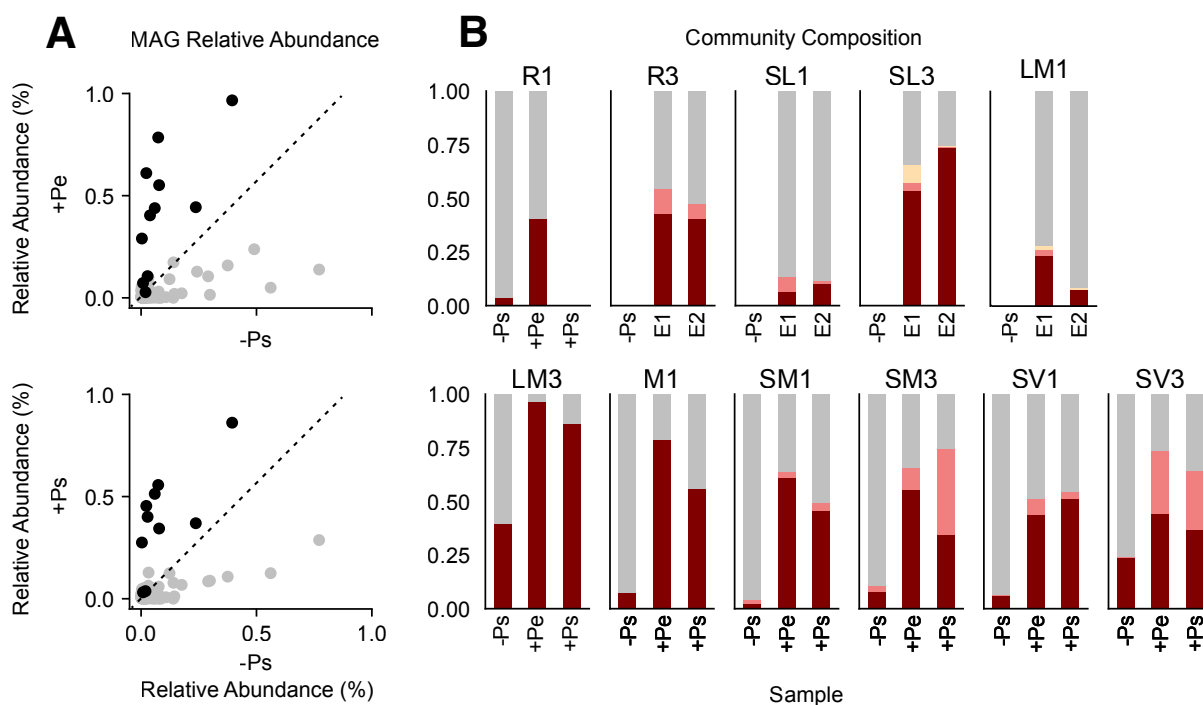 A
MAG Relative Abundance
Relative Abundance (%)
+Pe
1.0
0.5
0.0
-Ps
Relative Abundance (%)
+Ps
1.0
0.5
0.0
0.0 0.5 1.0
-Ps
Relative Abundance (%)
B
Community Composition
R1 R3 SL1 SL3 LM1
1.00
0.75
0.50
0.25
0.00
-Ps +Pe +Ps -Ps E1 E2 -Ps E1 E2 -Ps E1 E2 -Ps E1 E2
LM3 M1 SM1 SM3 SV1 SV3
1.00
0.75
0.50
0.25
0.00
-Ps +Pe +Ps -Ps +Pe +Ps -Ps +Pe +Ps -Ps +Pe +Ps -Ps +Pe +Ps -Ps +Pe +Ps
Sample